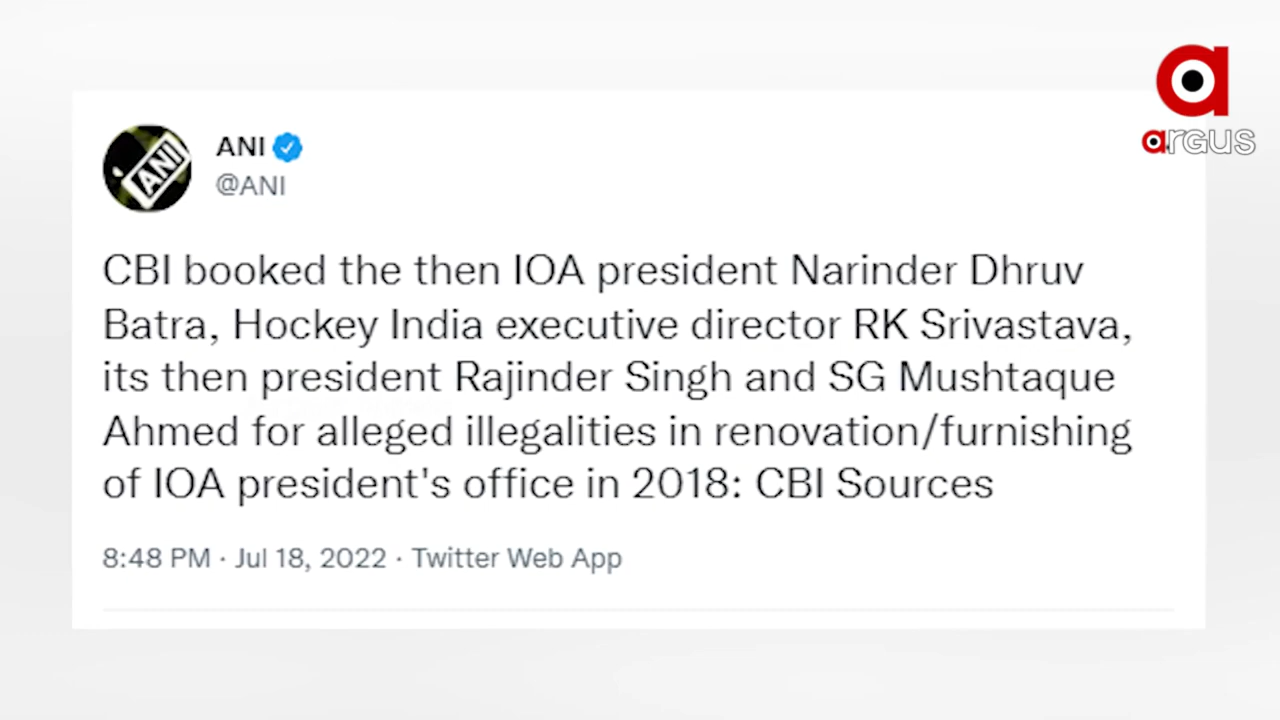 a
argus
ANI
ANI
@ANI
CBI booked the then IOA president Narinder Dhruv
Batra, Hockey India executive director RK Srivastava,
its then president Rajinder Singh and SG Mushtaque
Ahmed for alleged illegalities in renovation/furnishing
of IOA president's office in 2018: CBI Sources
8:48 PM · Jul 18, 2022 · Twitter Web App